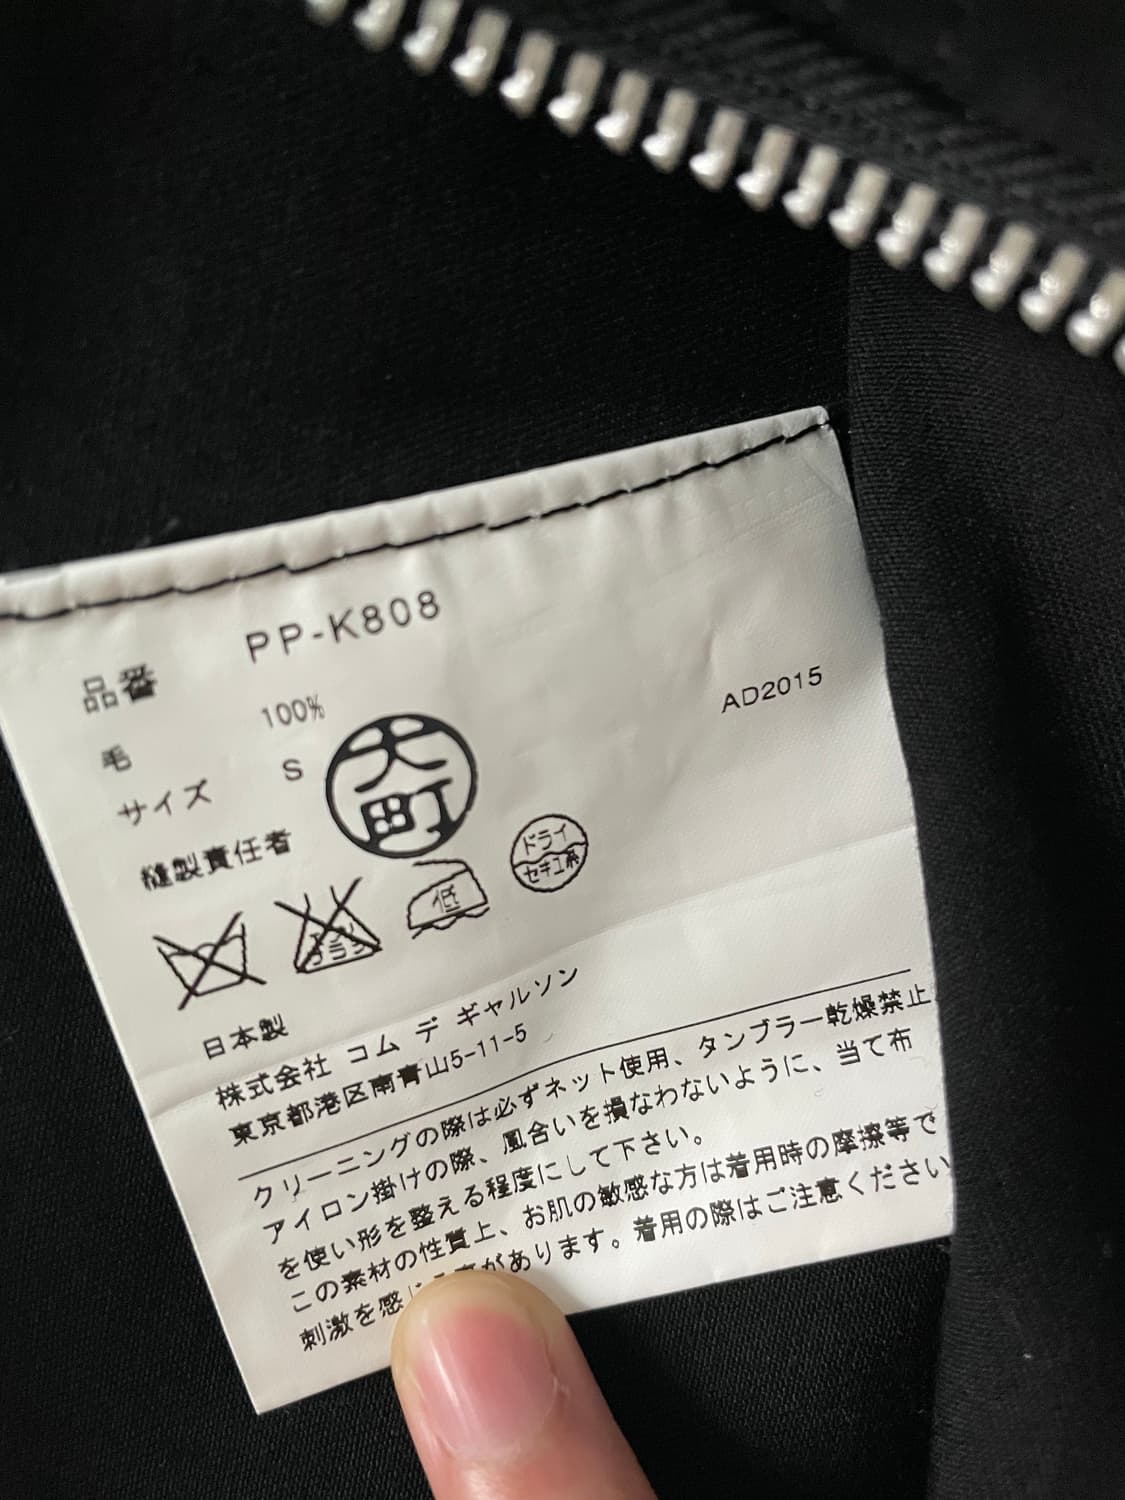 品番 PP-K808
毛 100%
AD2015
サイズ S
縫製責任者 大町
エンソ
低
ドライ
セキユ系
日本製
株式会社 コム デ ギャルソン
東京都港区南青山5-11-5
クリーニングの際は必ずネット使用、タンブラー乾燥禁止
アイロン掛けの際、風合いを損なわないように、当て布
を使い形を整える程度にして下さい。
この素材の性質上、お肌の敏感な方は着用時の摩擦等で
刺激を感じる事があります。着用の際はご注意ください